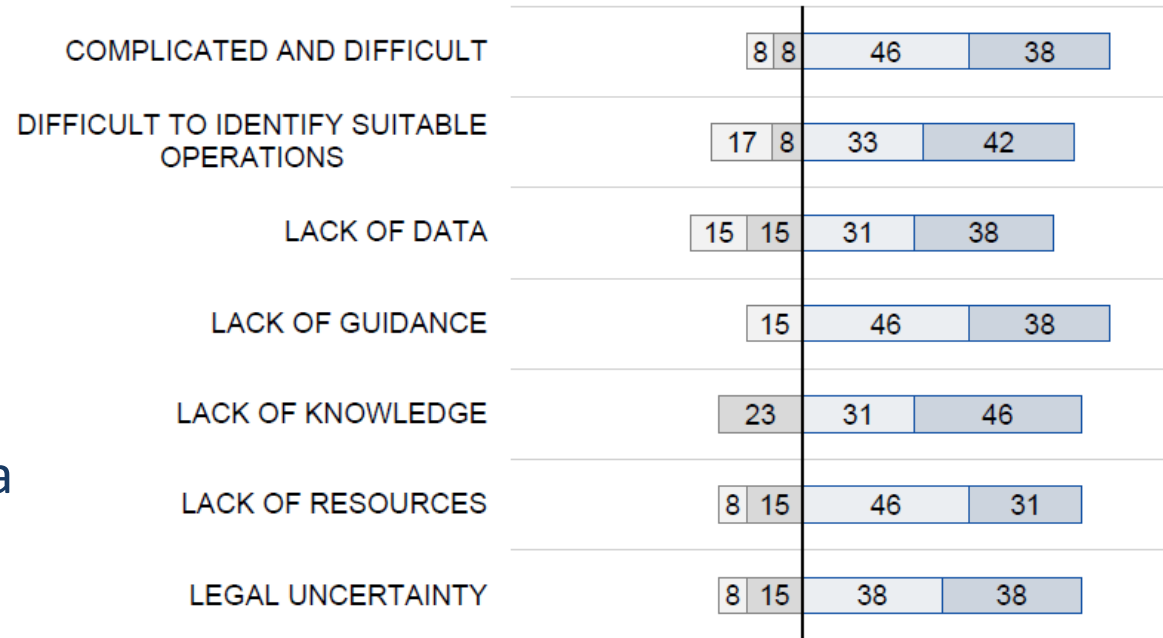 COMPLICATED AND DIFFICULT 8 8 46 38
DIFFICULT TO IDENTIFY SUITABLE
OPERATIONS 17 8 33 42
LACK OF DATA 15 15 31 38
LACK OF GUIDANCE 15 46 38
LACK OF KNOWLEDGE 23 31 46
a
LACK OF RESOURCES 8 15 46 31
LEGAL UNCERTAINTY 8 15 38 38